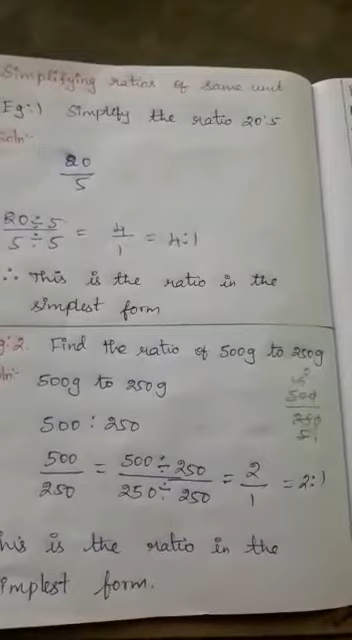 Simplifying ratios of same unit
Eg:1 Simplify the ratio 20:5
Soln:-
20
5
20÷5 = 4 = 4:1
5÷5 1
∴ This is the ratio in the
simplest form
g:2. Find the ratio of 500g to 250g
ln:-
500g to 250g
500
250
500 : 250
500 = 500÷250 = 2 = 2:1
250 250÷250 1
his is the ratio in the
implest form.